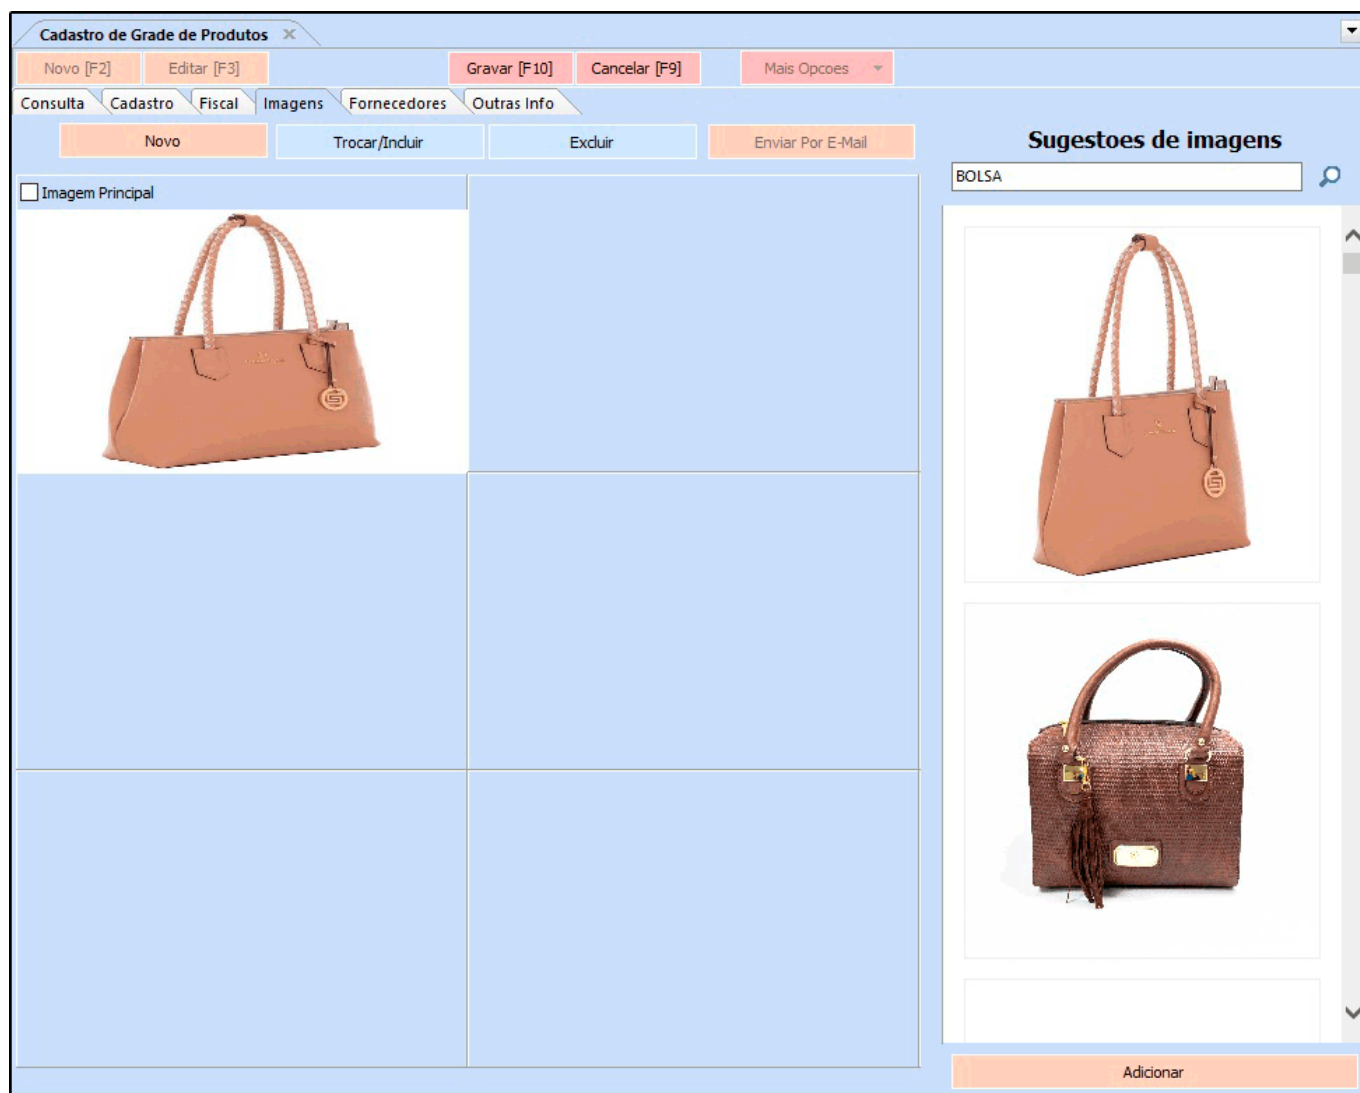 Cadastro de Grade de Produtos
Novo [F2] Editar [F3] Gravar [F10] Cancelar [F9] Mais Opcoes
Consulta Cadastro Fiscal Imagens Fornecedores Outras Info
Novo Trocar/Incluir Excluir Enviar Por E-Mail
Sugestoes de imagens
BOLSA
Imagem Principal
Adicionar